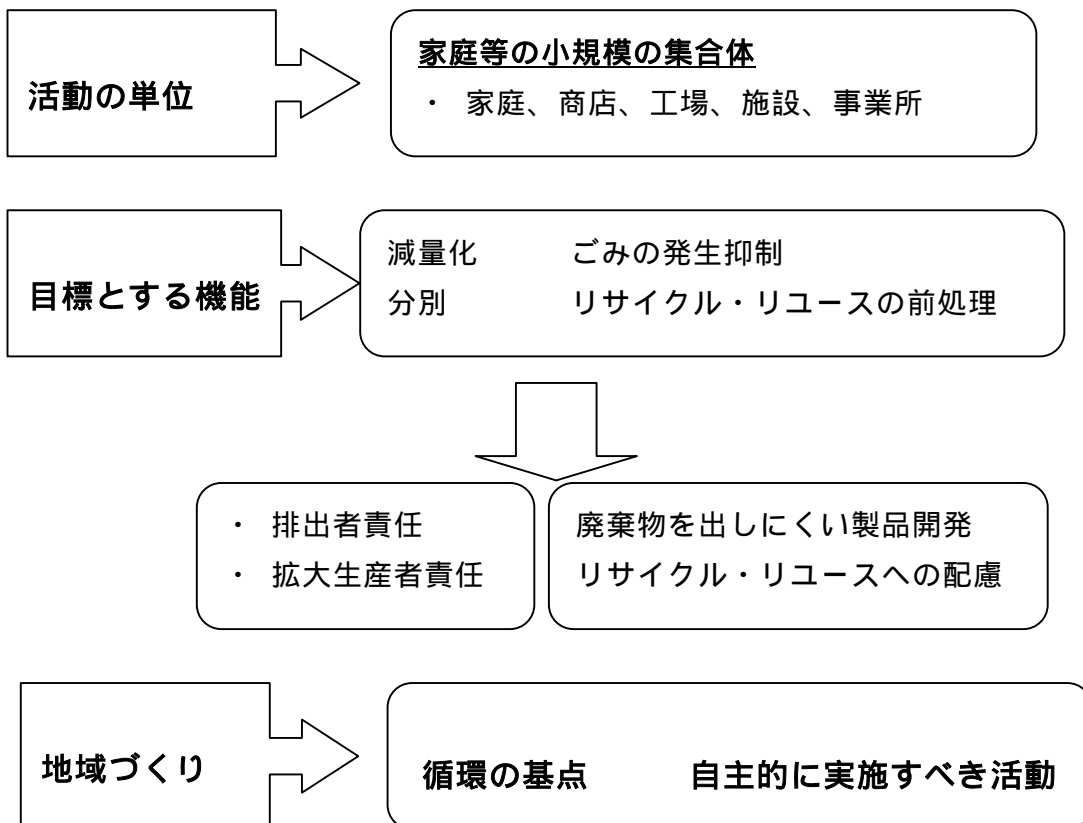 活動の単位
家庭等の小規模の集合体
・ 家庭、商店、工場、施設、事業所
目標とする機能
減量化 ごみの発生抑制
分別 リサイクル・リユースの前処理
・ 排出者責任
・ 拡大生産者責任
廃棄物を出しにくい製品開発
リサイクル・リユースへの配慮
地域づくり
循環の基点 自主的に実施すべき活動